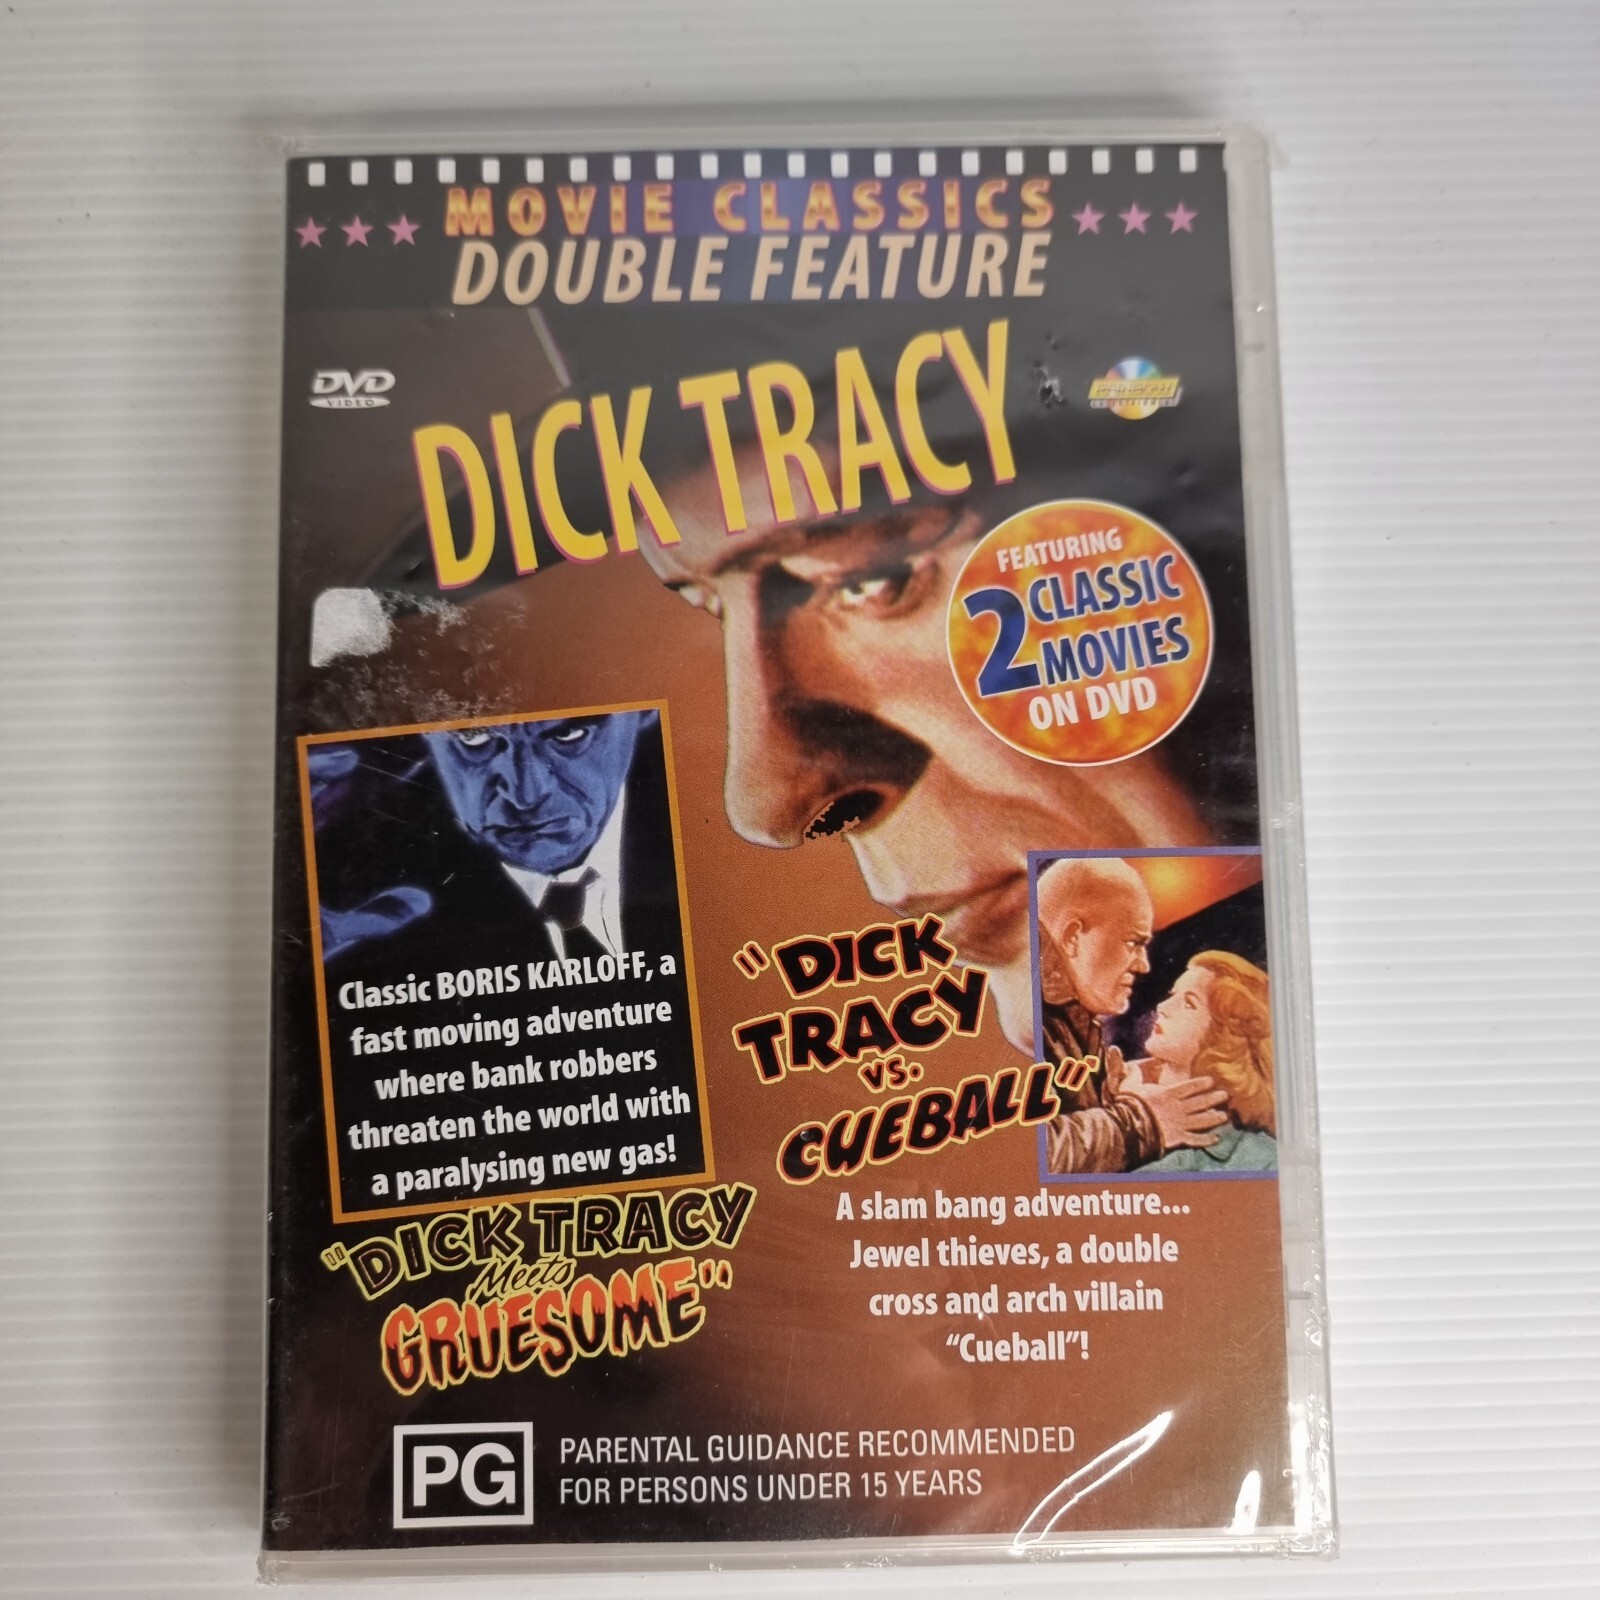 MOVIE CLASSICS
DOUBLE FEATURE
DVD
VIDEO
DICK TRACY
RAINBOW
FEATURING
2 CLASSIC
MOVIES
ON DVD
Classic BORIS KARLOFF, a
fast moving adventure
where bank robbers
threaten the world with
a paralysing new gas!
"DICK TRACY
Meets
GRUESOME"
"DICK
TRACY
VS.
CUEBALL"
A slam bang adventure...
Jewel thieves, a double
cross and arch villain
“Cueball”!
PG
PARENTAL GUIDANCE RECOMMENDED
FOR PERSONS UNDER 15 YEARS